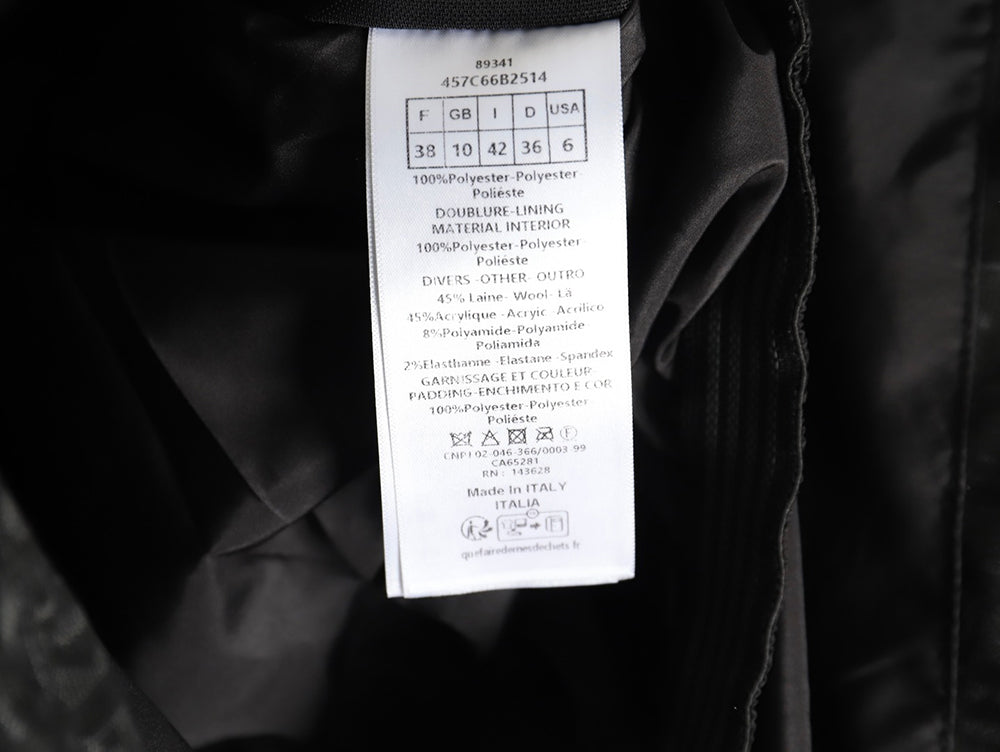 89341
457C66B2514
F GB I D USA
38 10 42 36 6
100%Polyester-Polyester-
Poliéste
DOUBLURE-LINING
MATERIAL INTERIOR
100%Polyester-Polyester-
Poliéste
DIVERS -OTHER- OUTRO
45% Laine- Wool- Lã
45%Acrylique -Acrylic -Acrílico
8%Polyamide-Polyamide-
Poliamida
2%Elasthanne -Elastane -Spandex
GARNISSAGE ET COULEUR-
PADDING-ENCHIMENTO E COR
100%Polyester-Polyester-
Poliéste
F
CNPJ 02-046-366/0003-99
CA65281
RN : 143628
Made In ITALY
ITALIA
quefairedemesdechets.fr